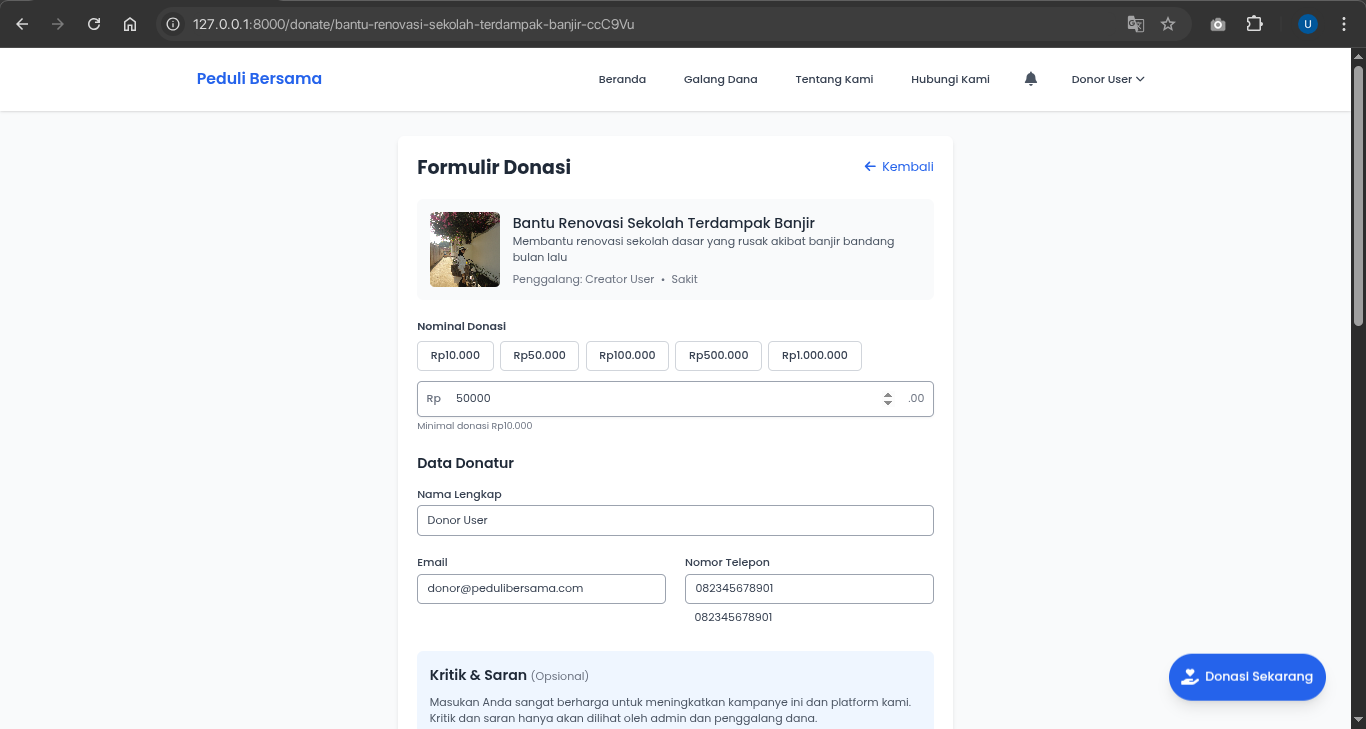 127.0.0.1:8000/donate/bantu-renovasi-sekolah-terdampak-banjir-ccC9Vu
U
Peduli Bersama
Beranda
Galang Dana
Tentang Kami
Hubungi Kami
Donor User
Formulir Donasi
Kembali
Bantu Renovasi Sekolah Terdampak Banjir
Membantu renovasi sekolah dasar yang rusak akibat banjir bandang
bulan lalu
Penggalang: Creator User • Sakit
Nominal Donasi
Rp10.000
Rp50.000
Rp100.000
Rp500.000
Rp1.000.000
Rp 50000 .00
Minimal donasi Rp10.000
Data Donatur
Nama Lengkap
Donor User
Email
Nomor Telepon
donor@pedulibersama.com
082345678901
082345678901
Kritik & Saran (Opsional)
Masukan Anda sangat berharga untuk meningkatkan kampanye ini dan platform kami.
Kritik dan saran hanya akan dilihat oleh admin dan penggalang dana.
Donasi Sekarang